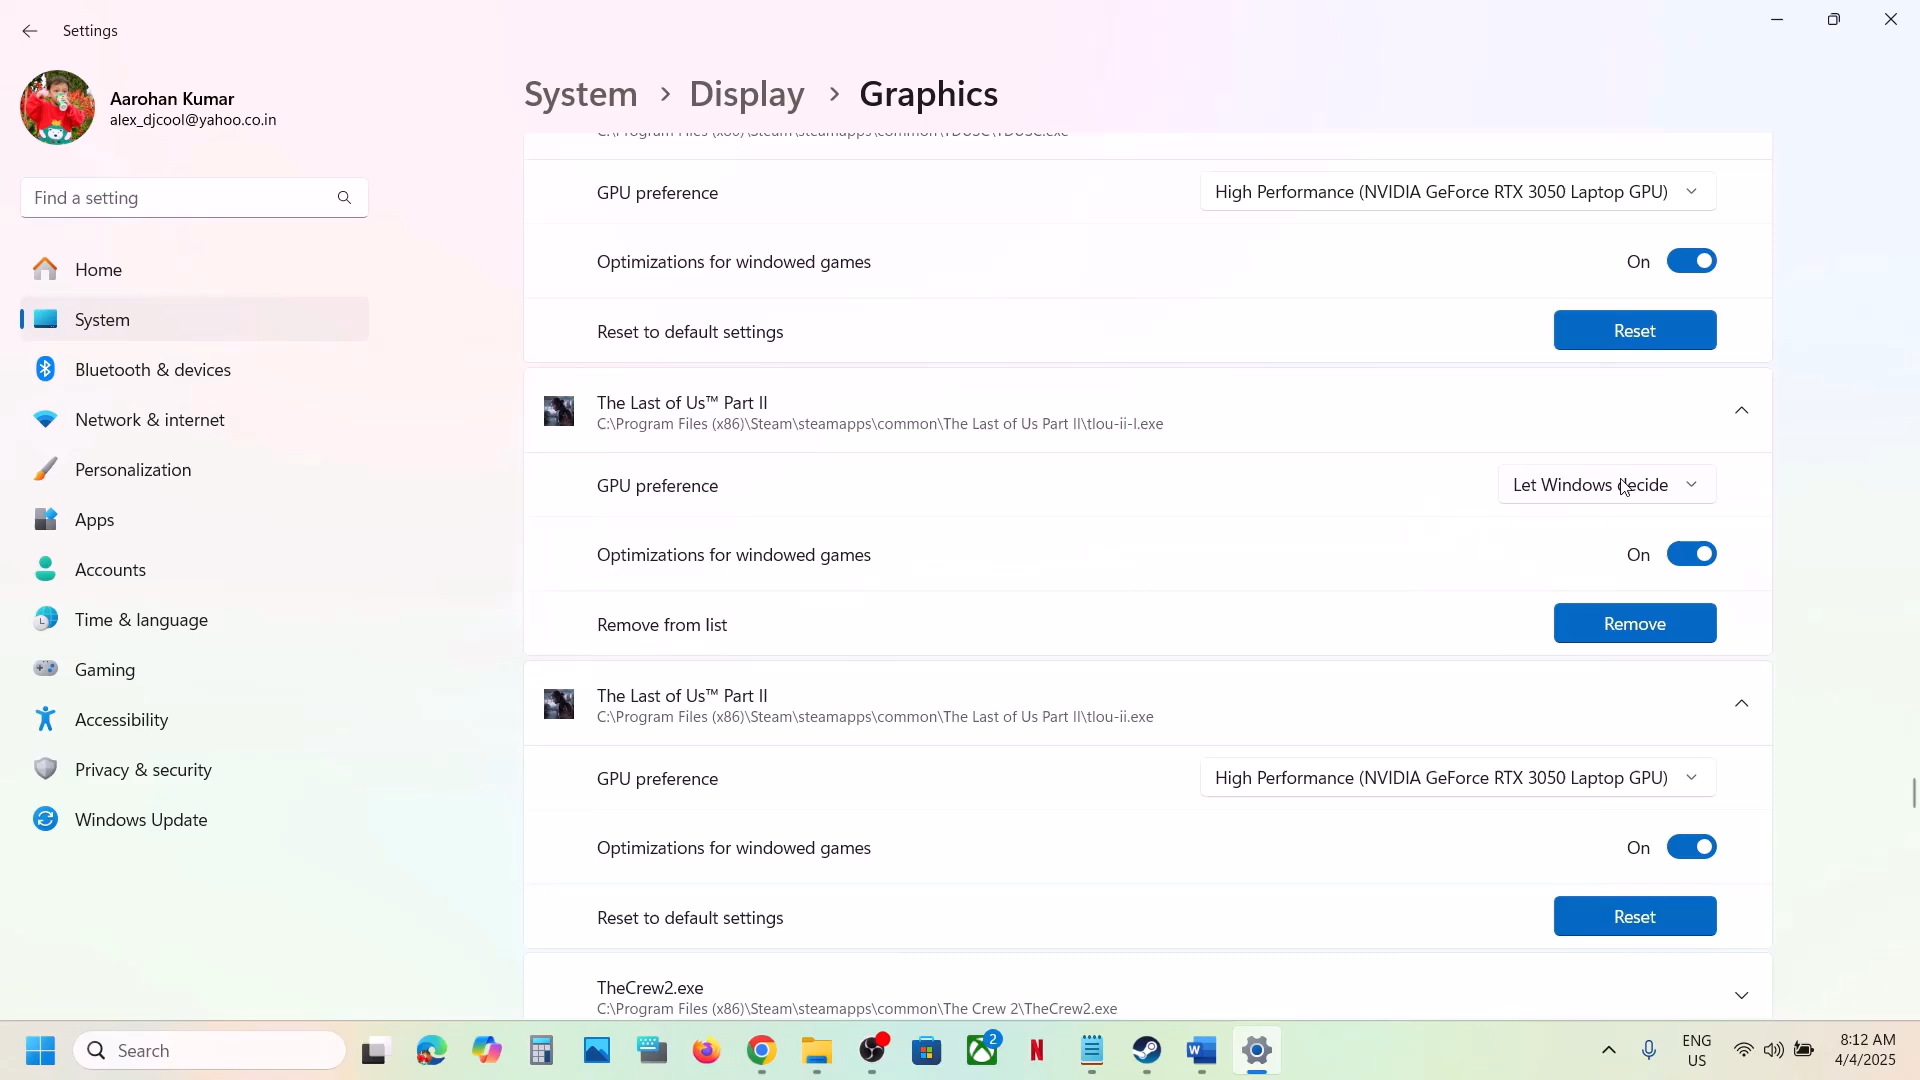 Settings
Aarohan Kumar
alex_djcool@yahoo.co.in
Find a setting
Home
System
Bluetooth & devices
Network & internet
Personalization
Apps
Accounts
Time & language
Gaming
Accessibility
Privacy & security
Windows Update
System > Display > Graphics
GPU preference
High Performance (NVIDIA GeForce RTX 3050 Laptop GPU)
Optimizations for windowed games
On
Reset to default settings
Reset
The Last of Us™ Part II
C:\Program Files (x86)\Steam\steamapps\common\The Last of Us Part II\tlou-ii-l.exe
GPU preference
Let Windows decide
Optimizations for windowed games
On
Remove from list
Remove
The Last of Us™ Part II
C:\Program Files (x86)\Steam\steamapps\common\The Last of Us Part II\tlou-ii.exe
GPU preference
High Performance (NVIDIA GeForce RTX 3050 Laptop GPU)
Optimizations for windowed games
On
Reset to default settings
Reset
TheCrew2.exe
C:\Program Files (x86)\Steam\steamapps\common\The Crew 2\TheCrew2.exe
Search
2
ENG
US
8:12 AM
4/4/2025